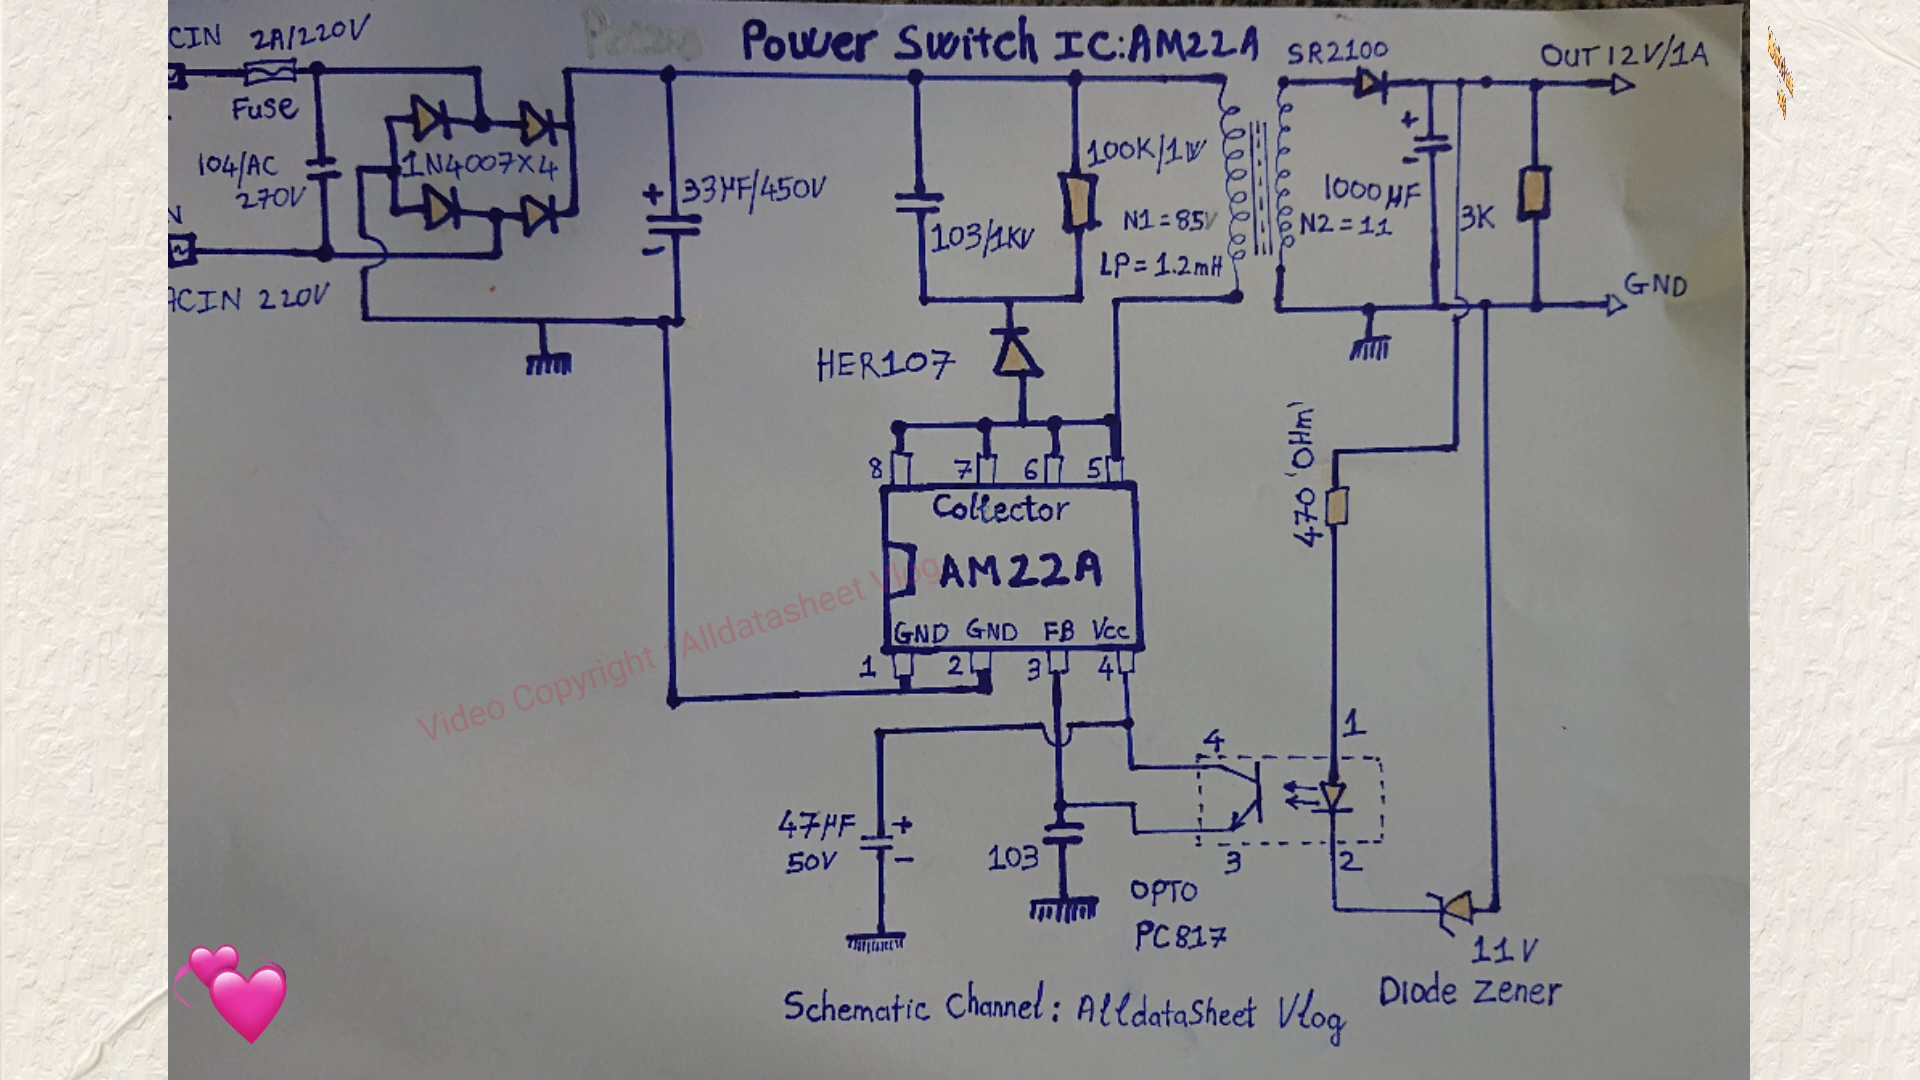 CIN 2A/220V
Power Switch IC:AM22A
SR2100
OUT 12V/1A
Fuse
104/AC
270V
1N4007X4
33µF/450V
103/1KV
100K/1W
N1=85V
LP=1.2mH
N2=11
1000µF
3K
GND
N
ACIN 220V
HER107
470 'OHm'
8 7 6 5
Collector
AM22A
GND GND FB Vcc
1 2 3 4
Video Copyright : Alldatasheet Vlog
4
1
47µF
50V
+
-
103
3
2
OPTO
PC817
11V
Diode Zener
Schematic Channel: AlldataSheet Vlog